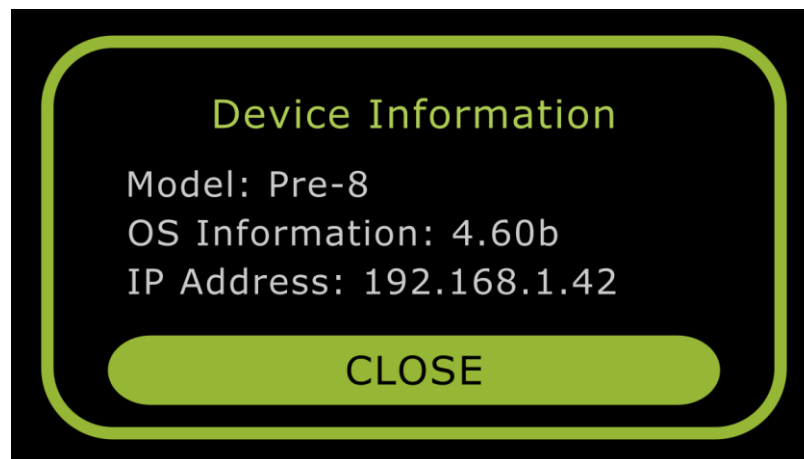 Device Information
Model: Pre-8
OS Information: 4.60b
IP Address: 192.168.1.42
CLOSE